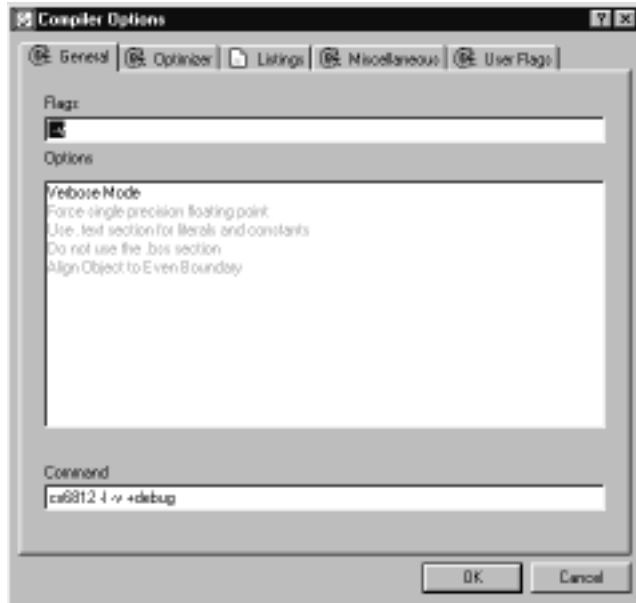 Compiler Options
General Optimizer Listings Miscellaneous User Flags
Flags
-v
Options
Verbose Mode
Force single precision floating point
Use .text section for literals and constants
Do not use the .bss section
Align Object to Even Boundary
Command
cx6812 -l -v +debug
OK Cancel